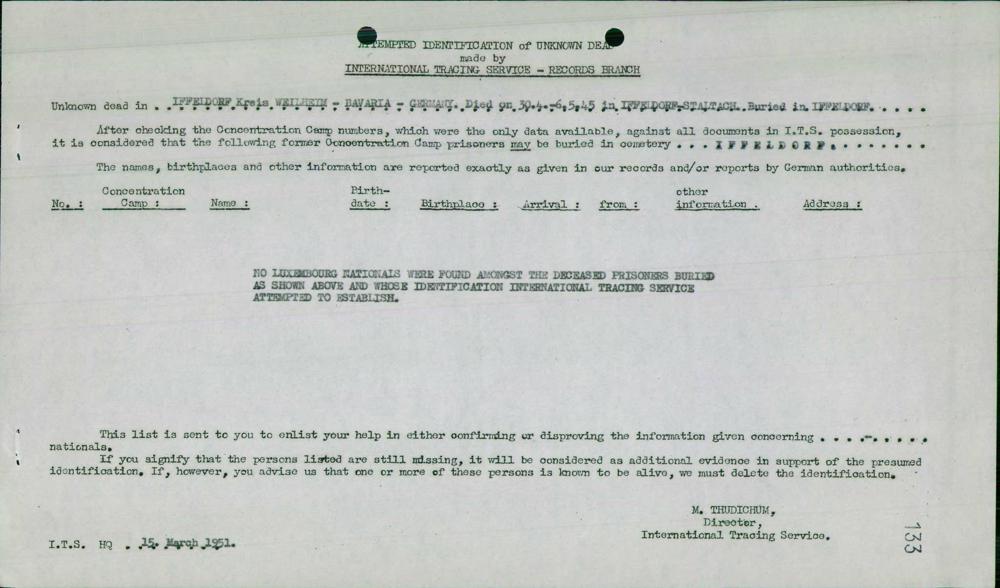 ATTEMPTED IDENTIFICATION of UNKNOWN DEAD
made by
INTERNATIONAL TRACING SERVICE - RECORDS BRANCH
Unknown dead in . . IFFELDORF Kreis WEILHEIM - BAVARIA - GERMANY. Died on 30.4.-6.5.45 in IFFELDORF-STALTACH. Buried in IFFELDORF. . . . .
After checking the Concentration Camp numbers, which were the only data available, against all documents in I.T.S. possession,
it is considered that the following former Concentration Camp prisoners may be buried in cemetery . . . I F F E L D O R F. . . . . . . .
The names, birthplaces and other information are reported exactly as given in our records and/or reports by German authorities.
No. : Concentration Camp : Name : Birth- date : Birthplace : Arrival : from : other information . Address :
NO LUXEMBOURG NATIONALS WERE FOUND AMONGST THE DECEASED PRISONERS BURIED
AS SHOWN ABOVE AND WHOSE IDENTIFICATION INTERNATIONAL TRACING SERVICE
ATTEMPTED TO ESTABLISH.
This list is sent to you to enlist your help in either confirming or disproving the information given concerning . . . . . . . .
nationals.
If you signify that the persons listed are still missing, it will be considered as additional evidence in support of the presumed
identification. If, however, you advise us that one or more of these persons is known to be alive, we must delete the identification.
M. THUDICHUM,
Director,
International Tracing Service.
I.T.S. HQ . 15. March 1951.
133